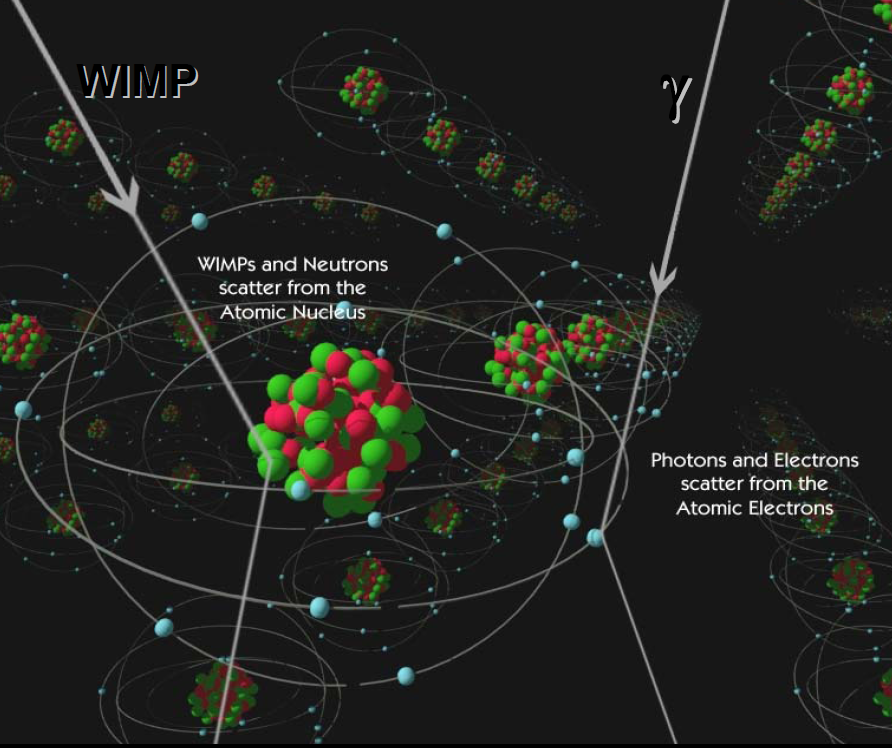 WIMP
γ
WIMPs and Neutrons
scatter from the
Atomic Nucleus
Photons and Electrons
scatter from the
Atomic Electrons